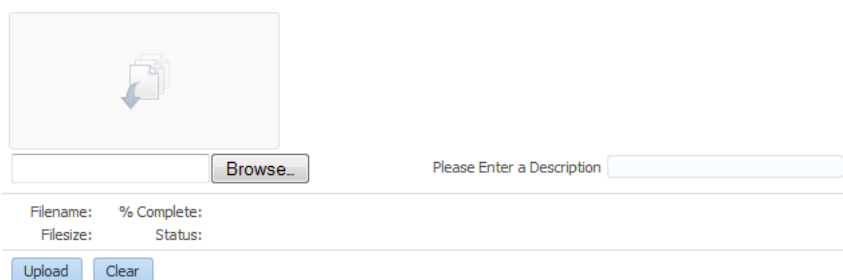 Browse... Please Enter a Description
Filename: % Complete:
Filesize: Status:
Upload Clear